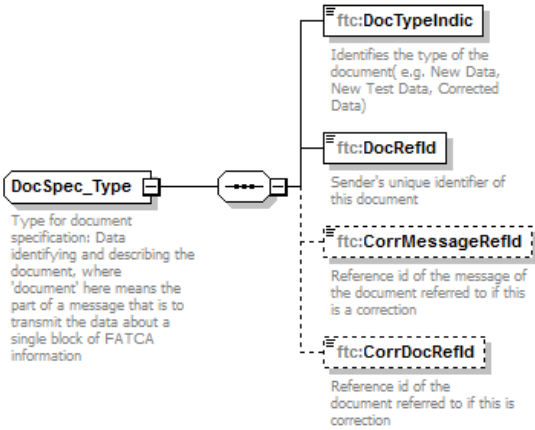 ftc:DocTypeIndic
Identifies the type of the
document( e.g. New Data,
New Test Data, Corrected
Data)
ftc:DocRefId
Sender's unique identifier of
this document
DocSpec_Type
Type for document
specification: Data
identifying and describing the
document, where
'document' here means the
part of a message that is to
transmit the data about a
single block of FATCA
information
ftc:CorrMessageRefId
Reference id of the message of
the document referred to if this
is a correction
ftc:CorrDocRefId
Reference id of the
document referred to if this is
correction